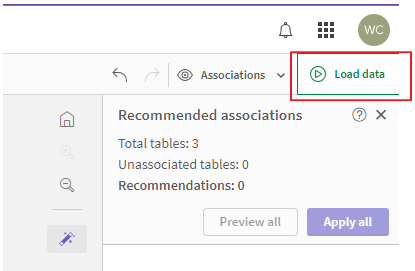 WC
Associations
Load data
Recommended associations
Total tables: 3
Unassociated tables: 0
Recommendations: 0
Preview all
Apply all